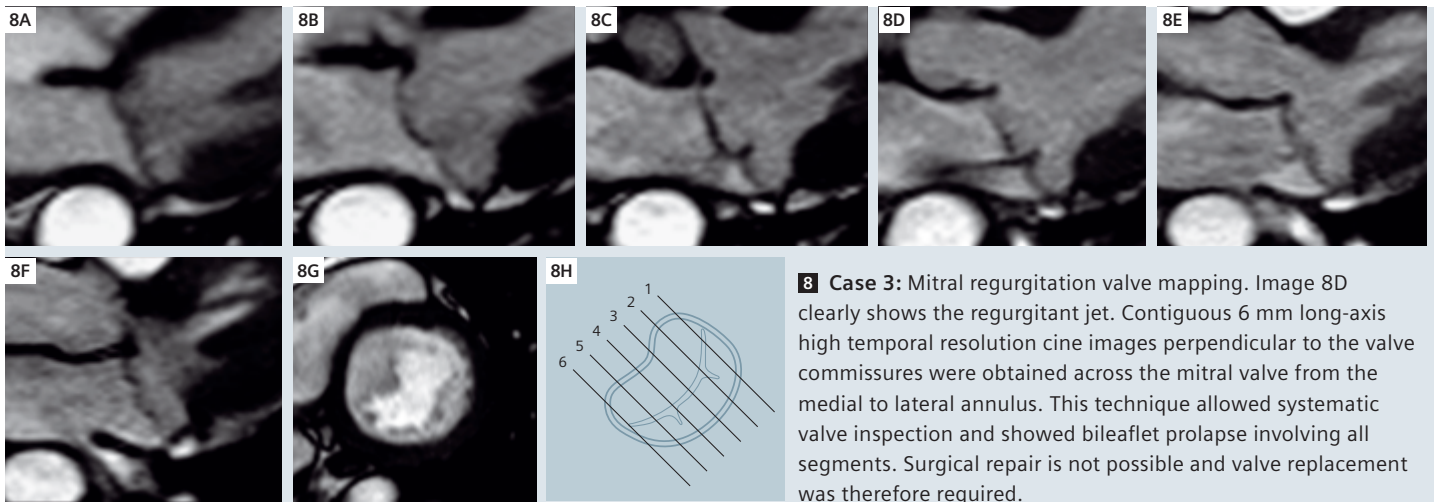 8A
8B
8C
8D
8E
8F
8G
8H
1
2
3
4
5
6
8 Case 3: Mitral regurgitation valve mapping. Image 8D
clearly shows the regurgitant jet. Contiguous 6 mm long-axis
high temporal resolution cine images perpendicular to the valve
commissures were obtained across the mitral valve from the
medial to lateral annulus. This technique allowed systematic
valve inspection and showed bileaflet prolapse involving all
segments. Surgical repair is not possible and valve replacement
was therefore required.